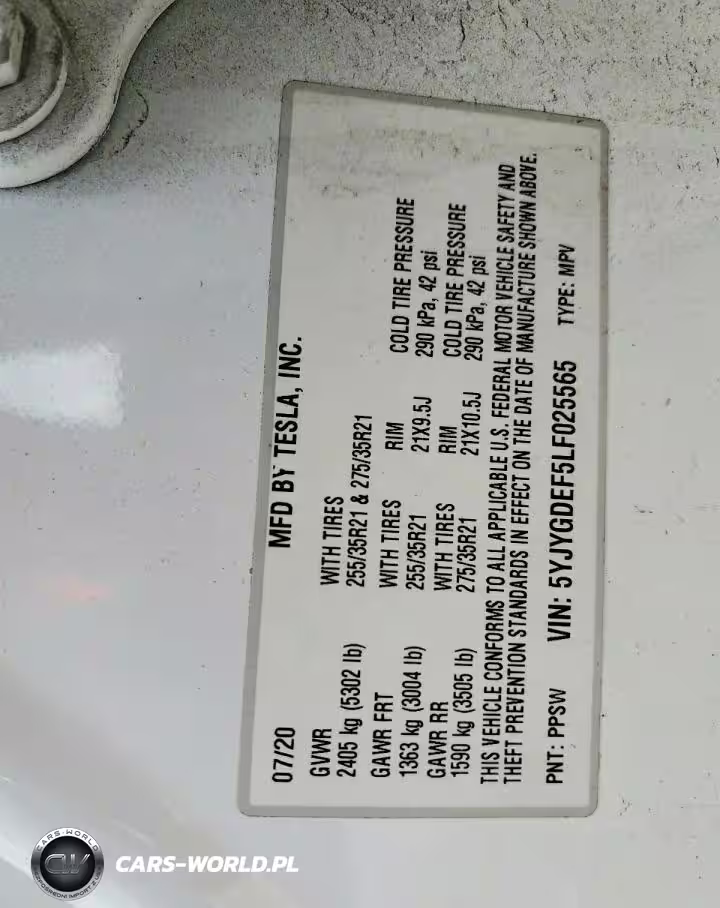 07/20 MFD BY TESLA, INC.
GVWR WITH TIRES
2405 kg (5302 lb) 255/35R21 & 275/35R21
GAWR FRT WITH TIRES RIM COLD TIRE PRESSURE
1363 kg (3004 lb) 255/35R21 21X9.5J 290 kPa, 42 psi
GAWR RR WITH TIRES RIM COLD TIRE PRESSURE
1590 kg (3505 lb) 275/35R21 21X10.5J 290 kPa, 42 psi
THIS VEHICLE CONFORMS TO ALL APPLICABLE U.S. FEDERAL MOTOR VEHICLE SAFETY AND
THEFT PREVENTION STANDARDS IN EFFECT ON THE DATE OF MANUFACTURE SHOWN ABOVE.
PNT: PPSW VIN: 5YJYGDEF5LF025565 TYPE: MPV
CARS-WORLD
CW
CARS-WORLD.PL